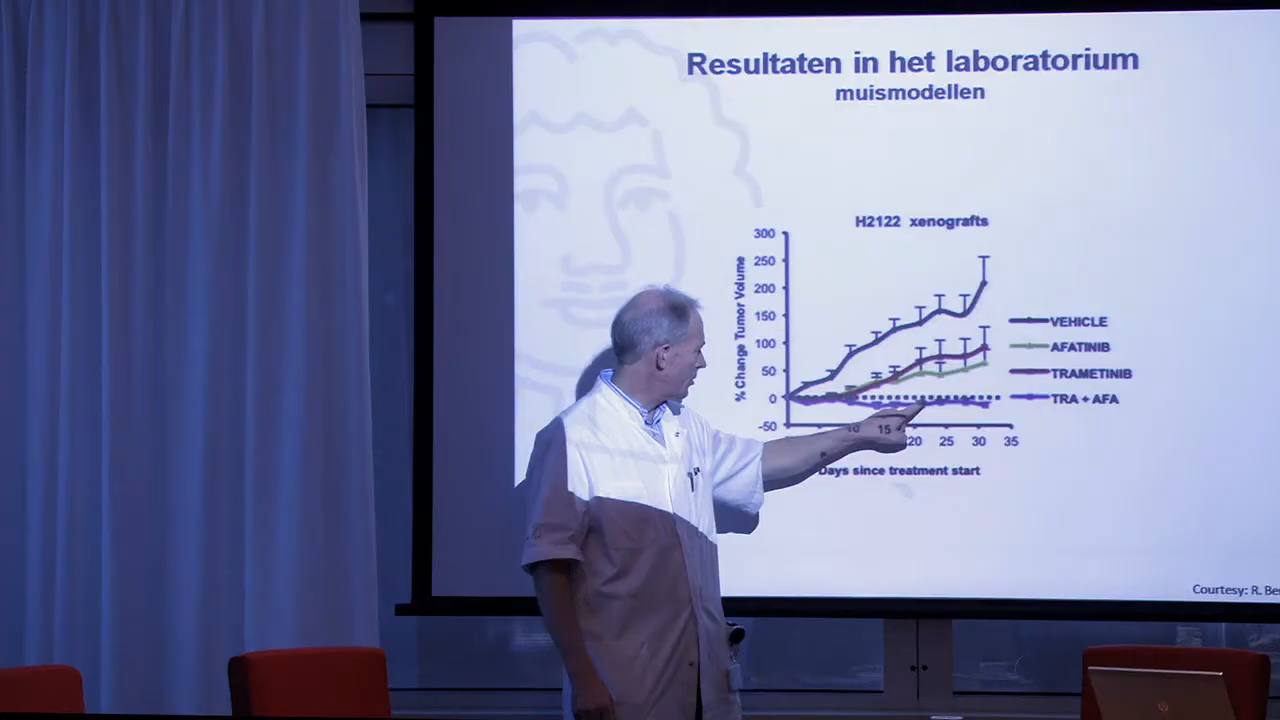 Resultaten in het laboratorium
muismodellen
H2122 xenografts
% Change Tumor Volume
300
250
200
150
100
50
0
-50
10 15 20 25 30 35
Days since treatment start
VEHICLE
AFATINIB
TRAMETINIB
TRA + AFA
Courtesy: R. Be